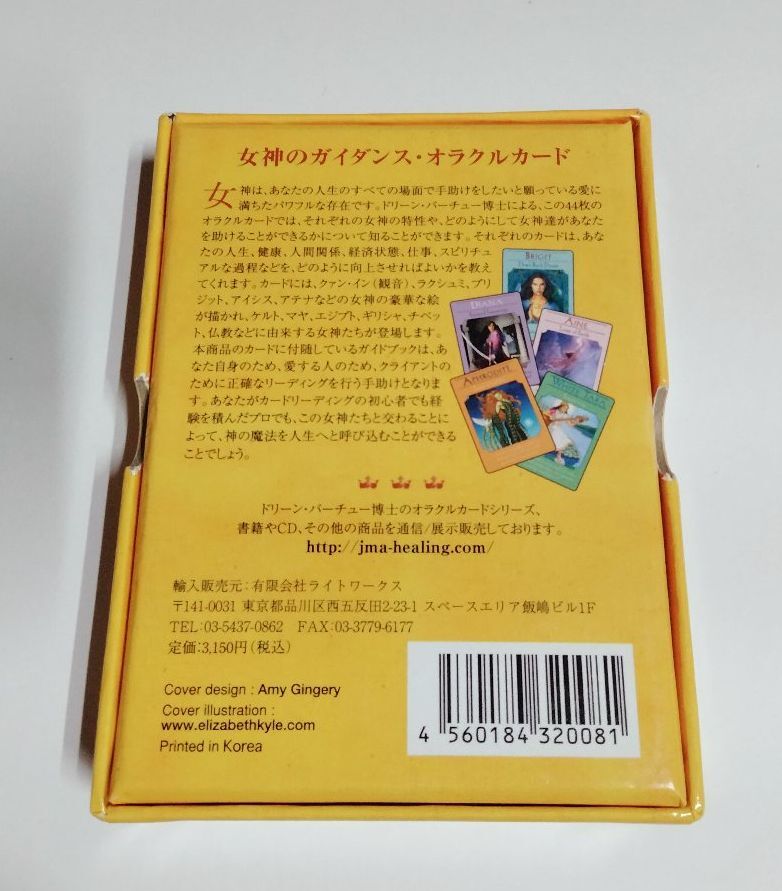 女神のガイダンス・オラクルカード
女神は、あなたの人生のすべての場面で手助けをしたいと願っている愛に
満ちたパワフルな存在です。ドリーン・バーチュー博士による、この44枚の
オラクルカードでは、それぞれの女神の特性や、どのようにして女神達があなた
を助けることができるかについて知ることができます。それぞれのカードは、あな
たの人生、健康、人間関係、経済状態、仕事、スピリチュ
アルな過程などを、どのように向上させればよいかを教え
てくれます。カードには、クァン・イン(観音)、ラクシュミ、ブリ
ジット、アイシス、アテナなどの女神の豪華な絵
が描かれ、ケルト、マヤ、エジプト、ギリシャ、チベッ
ト、仏教などに由来する女神たちが登場します。
本商品のカードに付随しているガイドブックは、あ
なた自身のため、愛する人のため、クライアントの
ために正確なリーディングを行う手助けとなりま
す。あなたがカードリーディングの初心者でも経
験を積んだプロでも、この女神たちと交わることに
よって、神の魔法を人生へと呼び込むことができる
ことでしょう。
BRIGIT
DIANA
AINE
APHRODITE
WHITE TARA
ドリーン・バーチュー博士のオラクルカードシリーズ、
書籍やCD、その他の商品を通信/展示販売しております。
http://jma-healing.com/
輸入販売元:有限会社ライトワークス
〒141-0031 東京都品川区西五反田2-23-1 スペースエリア飯嶋ビル1F
TEL:03-5437-0862 FAX:03-3779-6177
定価:3,150円(税込)
Cover design : Amy Gingery
Cover illustration :
www.elizabethkyle.com
Printed in Korea
4 560184 320081